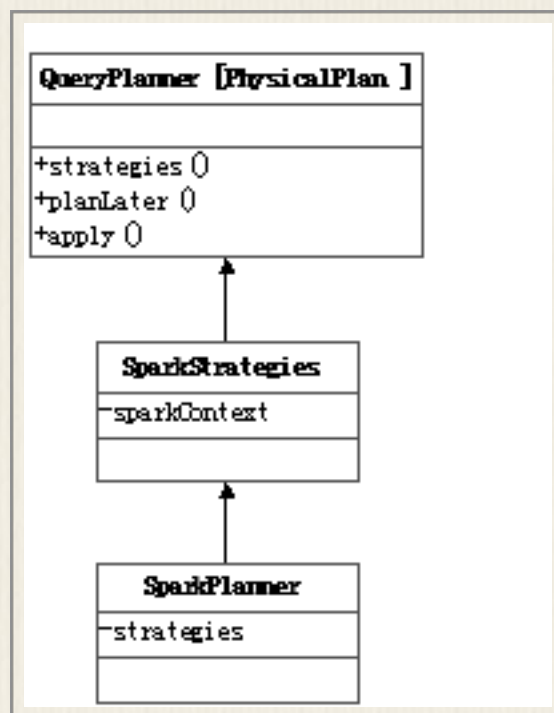 QueryPlanner [PhysicalPlan ]
+strategies ()
+planLater ()
+apply ()
SparkStrategies
-sparkContext
SparkPlanner
-strategies